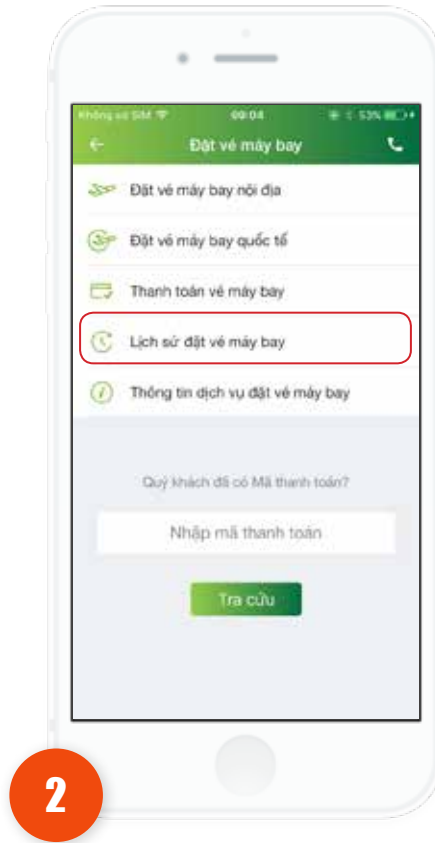 Không có SIM 09:04 53%
Đặt vé máy bay
Đặt vé máy bay nội địa
Đặt vé máy bay quốc tế
Thanh toán vé máy bay
Lịch sử đặt vé máy bay
Thông tin dịch vụ đặt vé máy bay
Quý khách đã có Mã thanh toán?
Nhập mã thanh toán
Tra cứu
2